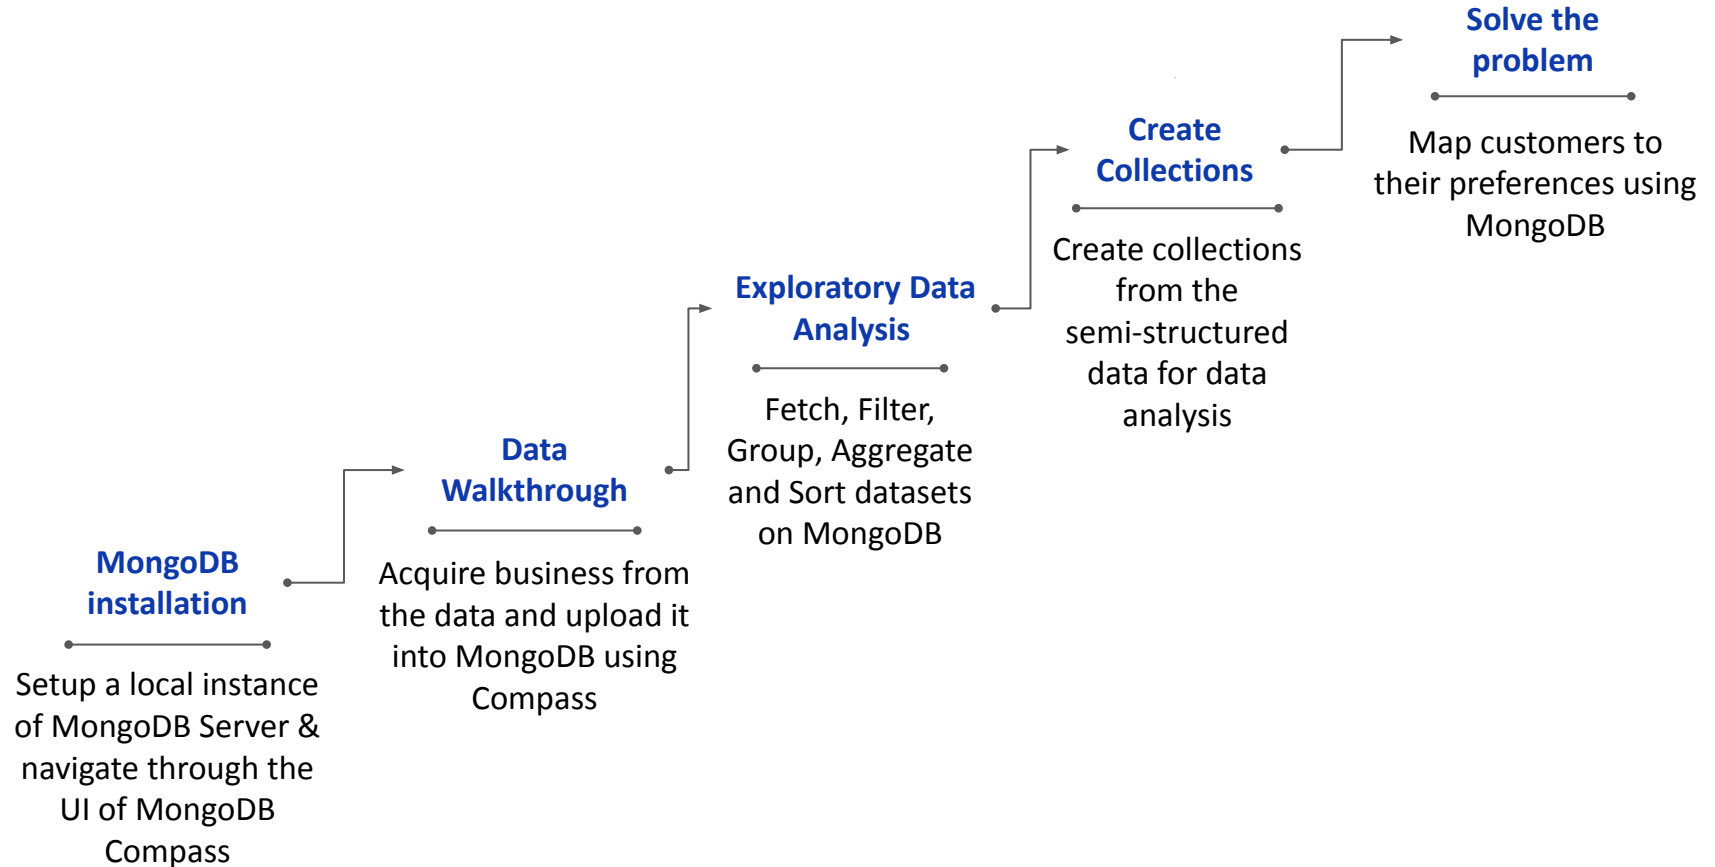 MongoDB
installation
Setup a local instance
of MongoDB Server &
navigate through the
UI of MongoDB
Compass
Data
Walkthrough
Acquire business from
the data and upload it
into MongoDB using
Compass
Exploratory Data
Analysis
Fetch, Filter,
Group, Aggregate
and Sort datasets
on MongoDB
Create
Collections
Create collections
from the
semi-structured
data for data
analysis
Solve the
problem
Map customers to
their preferences using
MongoDB